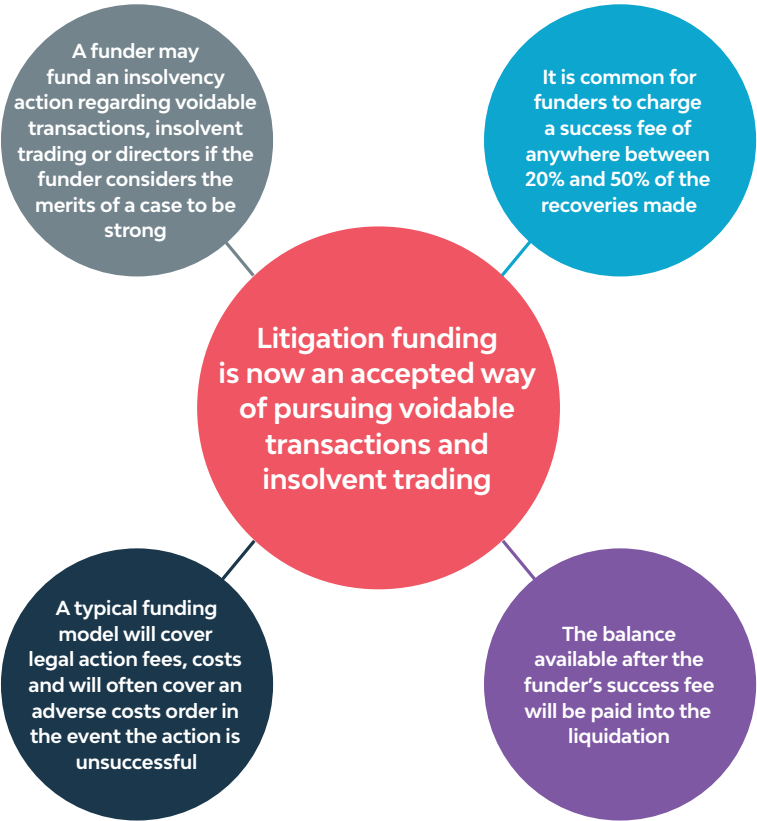 A funder may
fund an insolvency
action regarding voidable
transactions, insolvent
trading or directors if the
funder considers the
merits of a case to be
strong
It is common for
funders to charge
a success fee of
anywhere between
20% and 50% of the
recoveries made
Litigation funding
is now an accepted way
of pursuing voidable
transactions and
insolvent trading
A typical funding
model will cover
legal action fees, costs
and will often cover an
adverse costs order in
the event the action is
unsuccessful
The balance
available after the
funder’s success fee
will be paid into the
liquidation